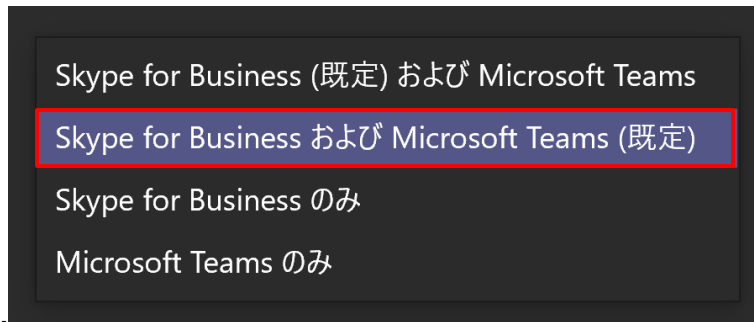 Skype for Business (既定) および Microsoft Teams
Skype for Business および Microsoft Teams (既定)
Skype for Business のみ
Microsoft Teams のみ